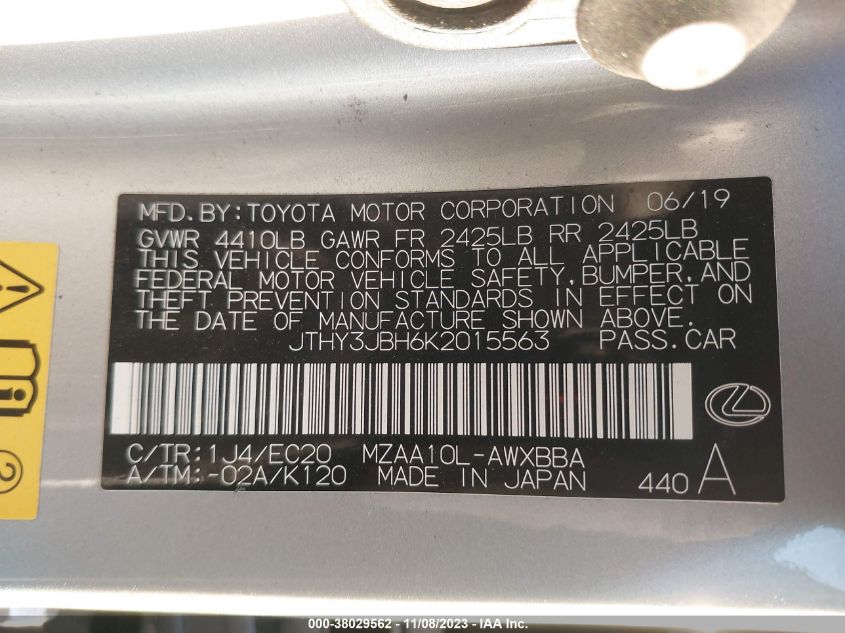 MFD.BY:TOYOTA MOTOR CORPORATION 06/19
GVWR 4410LB GAWR FR 2425LB RR 2425LB
THIS VEHICLE CONFORMS TO ALL APPLICABLE
FEDERAL MOTOR VEHICLE SAFETY,BUMPER,AND
THEFT PREVENTION STANDARDS IN EFFECT ON
THE DATE OF MANUFACTURE SHOWN ABOVE.
JTHY3JBH6K2015563 PASS.CAR
C/TR:1J4/EC20 MZAA10L-AWXBBA
A/TM:-02A/K120 MADE IN JAPAN 440 A
2
000-38029562 - 11/08/2023 - IAA Inc.